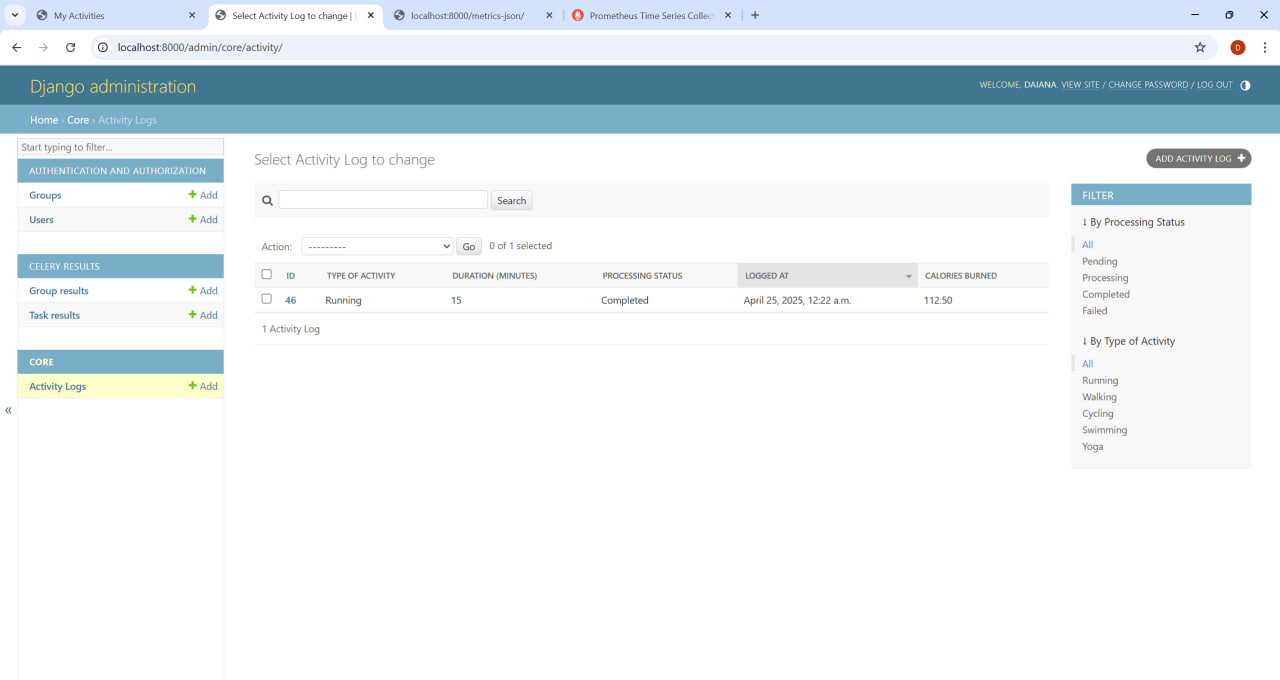 My Activities
Select Activity Log to change |
localhost:8000/metrics-json/
Prometheus Time Series Collect
localhost:8000/admin/core/activity/
D
Django administration
WELCOME, DAIANA. VIEW SITE / CHANGE PASSWORD / LOG OUT
Home › Core › Activity Logs
Start typing to filter...
AUTHENTICATION AND AUTHORIZATION
Groups + Add
Users + Add
CELERY RESULTS
Group results + Add
Task results + Add
CORE
Activity Logs + Add
«
Select Activity Log to change
ADD ACTIVITY LOG +
Search
Action: --------- Go 0 of 1 selected
ID TYPE OF ACTIVITY DURATION (MINUTES) PROCESSING STATUS LOGGED AT CALORIES BURNED
46 Running 15 Completed April 25, 2025, 12:22 a.m. 112.50
1 Activity Log
FILTER
↓ By Processing Status
All
Pending
Processing
Completed
Failed
↓ By Type of Activity
All
Running
Walking
Cycling
Swimming
Yoga